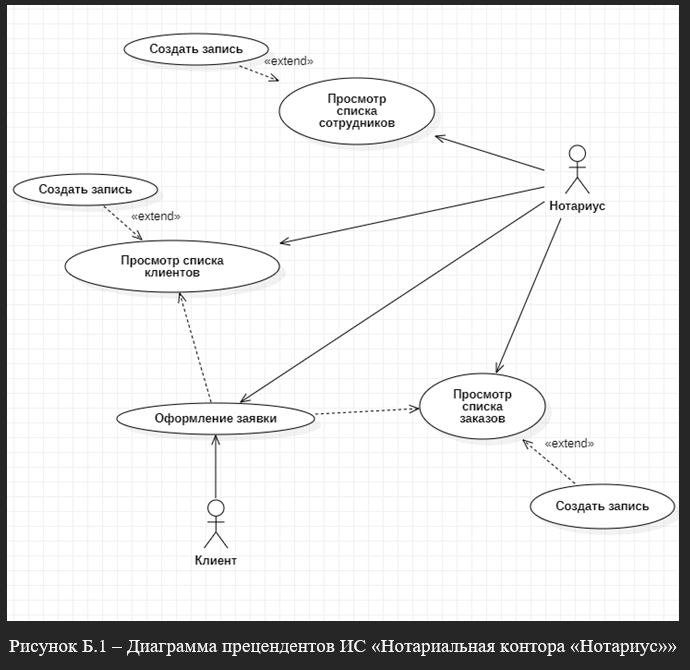 Создать запись
«extend»
Просмотр
списка
сотрудников
Нотариус
Создать запись
«extend»
Просмотр списка
клиентов
Просмотр
списка
заказов
Оформление заявки
«extend»
Создать запись
Клиент
Рисунок Б.1 – Диаграмма прецендентов ИС «Нотариальная контора «Нотариус»»